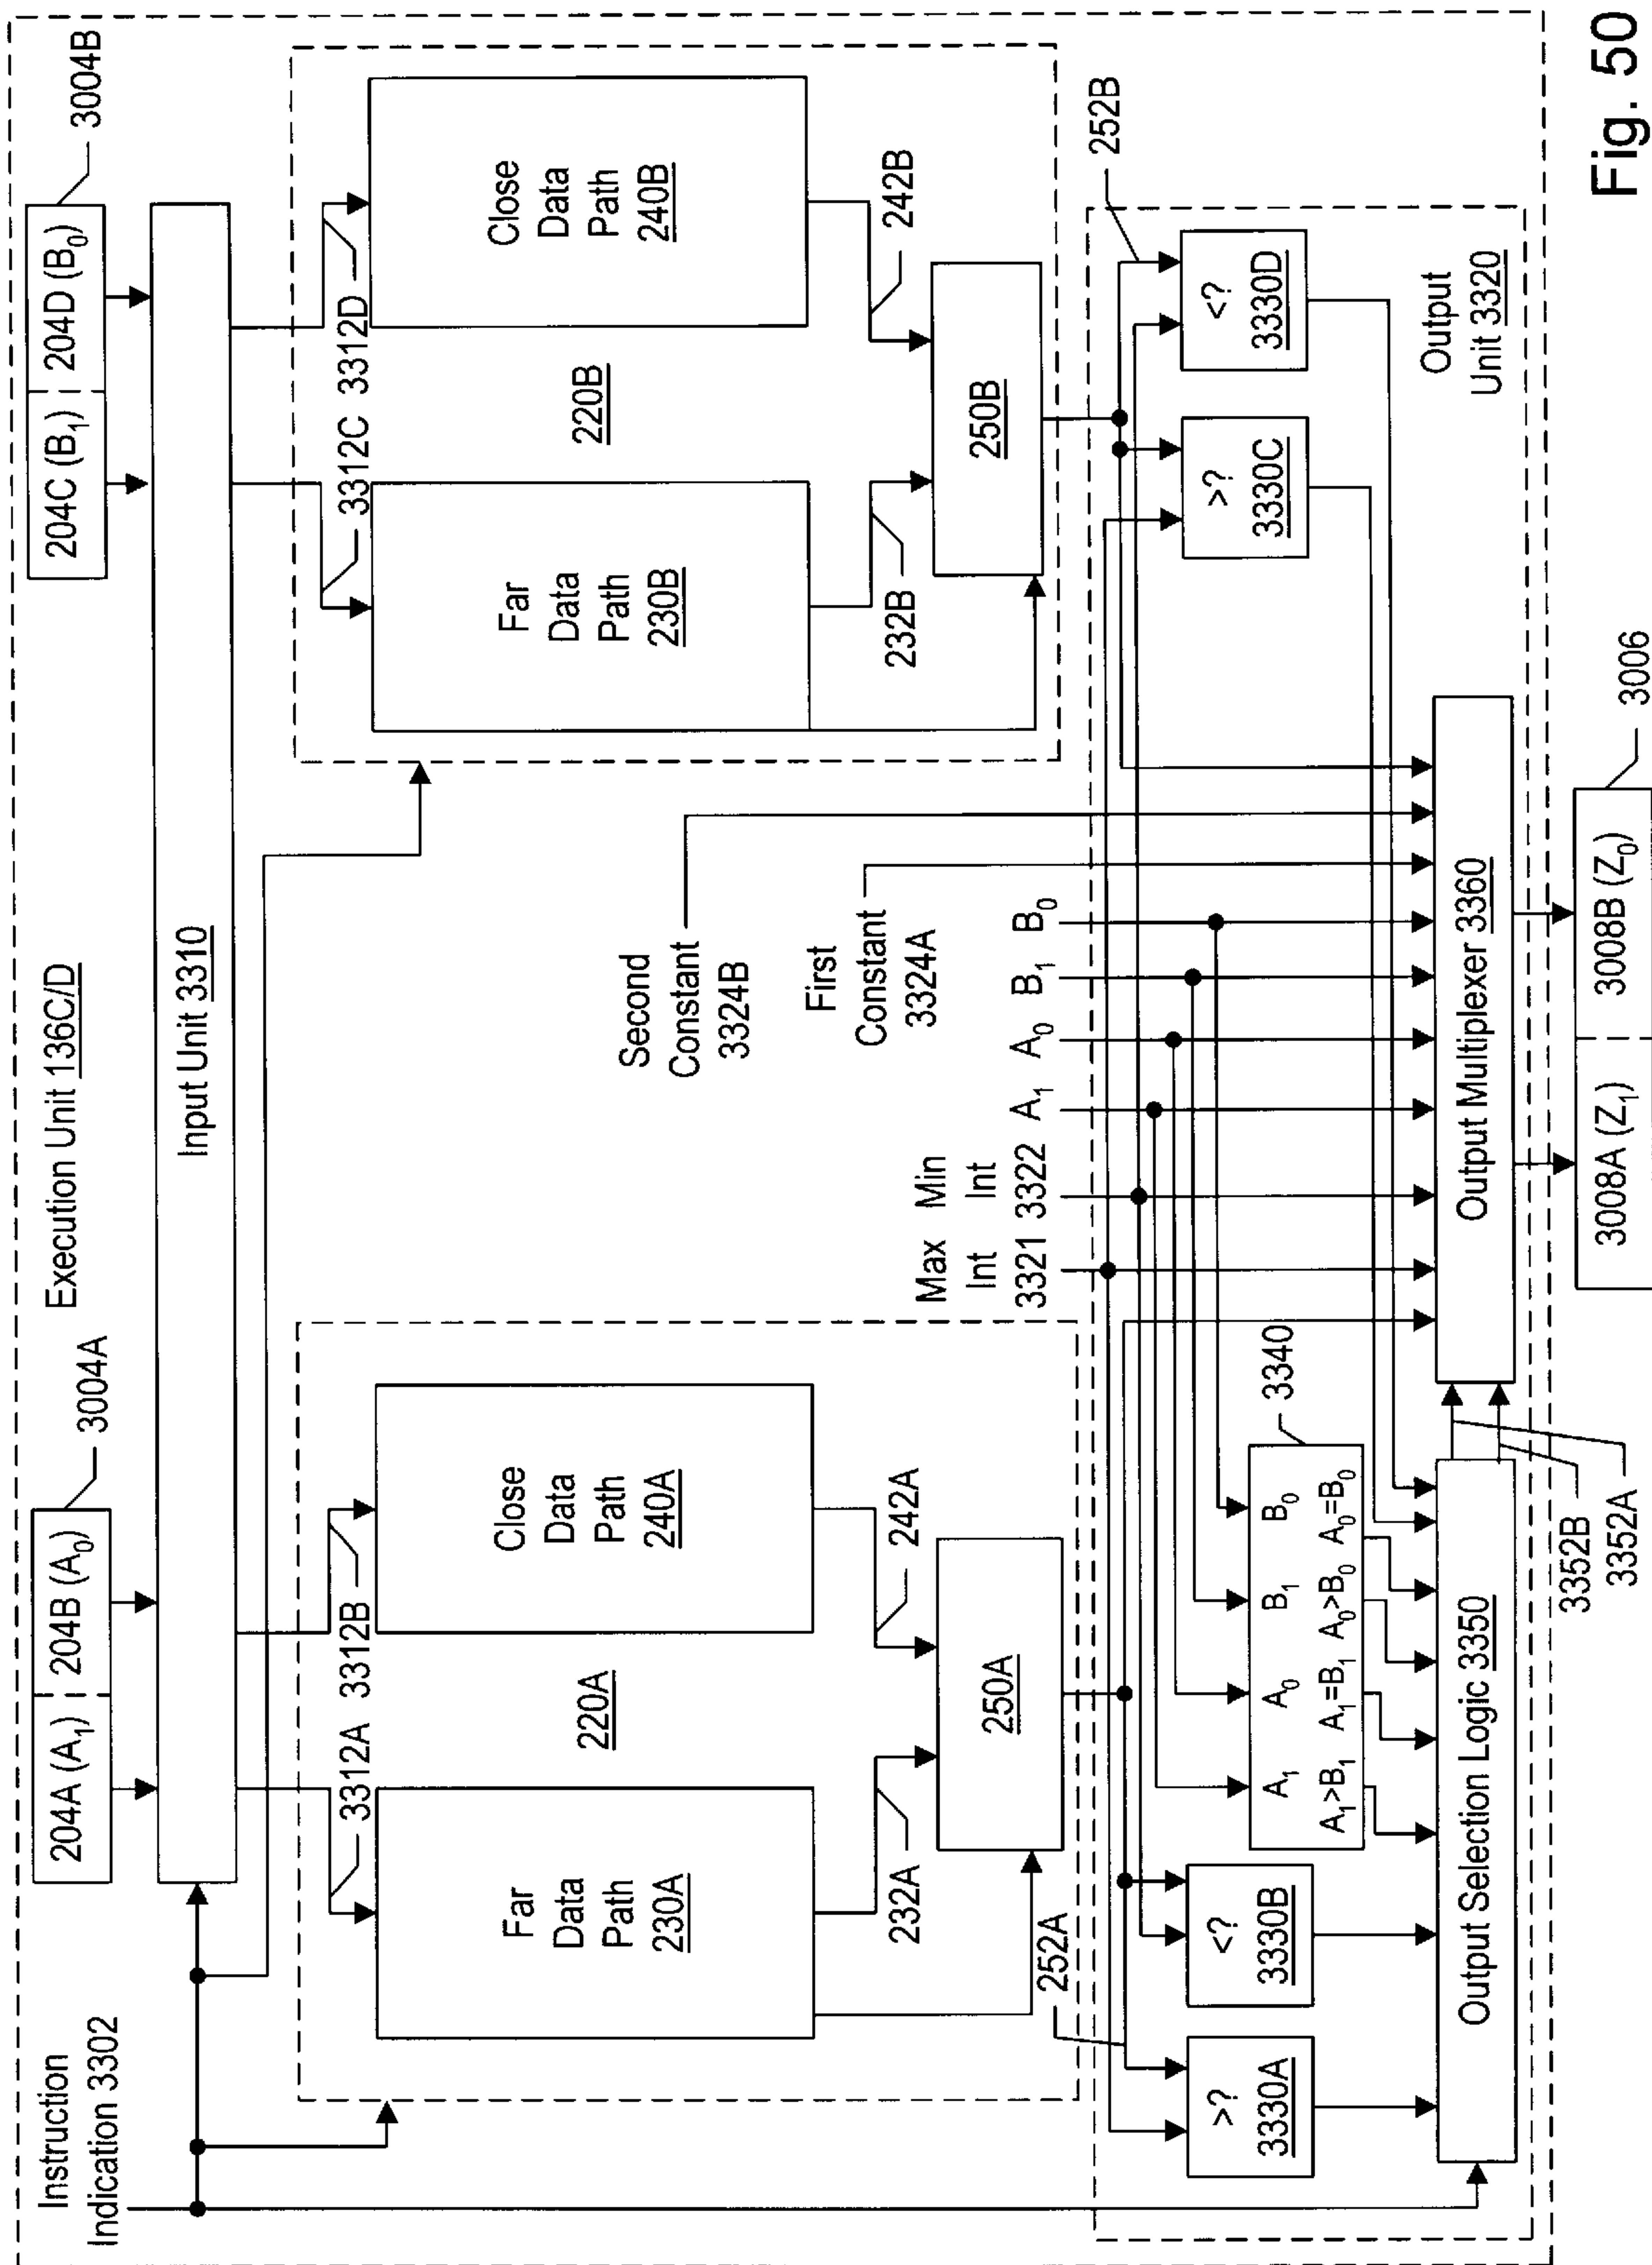 Instruction
Indication 3302
Execution Unit 136C/D
204A (A1)
204B (A0)
3004A
204C (B1)
204D (B0)
3004B
Input Unit 3310
3312A
3312B
3312C
3312D
Far
Data
Path
230A
220A
Close
Data
Path
240A
Far
Data
Path
230B
220B
Close
Data
Path
240B
232A
242A
250A
232B
242B
250B
252A
252B
Second
Constant
3324B
First
Constant
3324A
Max
Int
3321
Min
Int
3322
A1
A0
B1
B0
>?
3330A
<?
3330B
A1
A0
B1
B0
A1>B1
A1=B1
A0>B0
A0=B0
3340
>?
3330C
<?
3330D
Output
Unit 3320
Output Selection Logic 3350
3352B
3352A
Output Multiplexer 3360
3008A (Z1)
3008B (Z0)
3006
Fig. 50